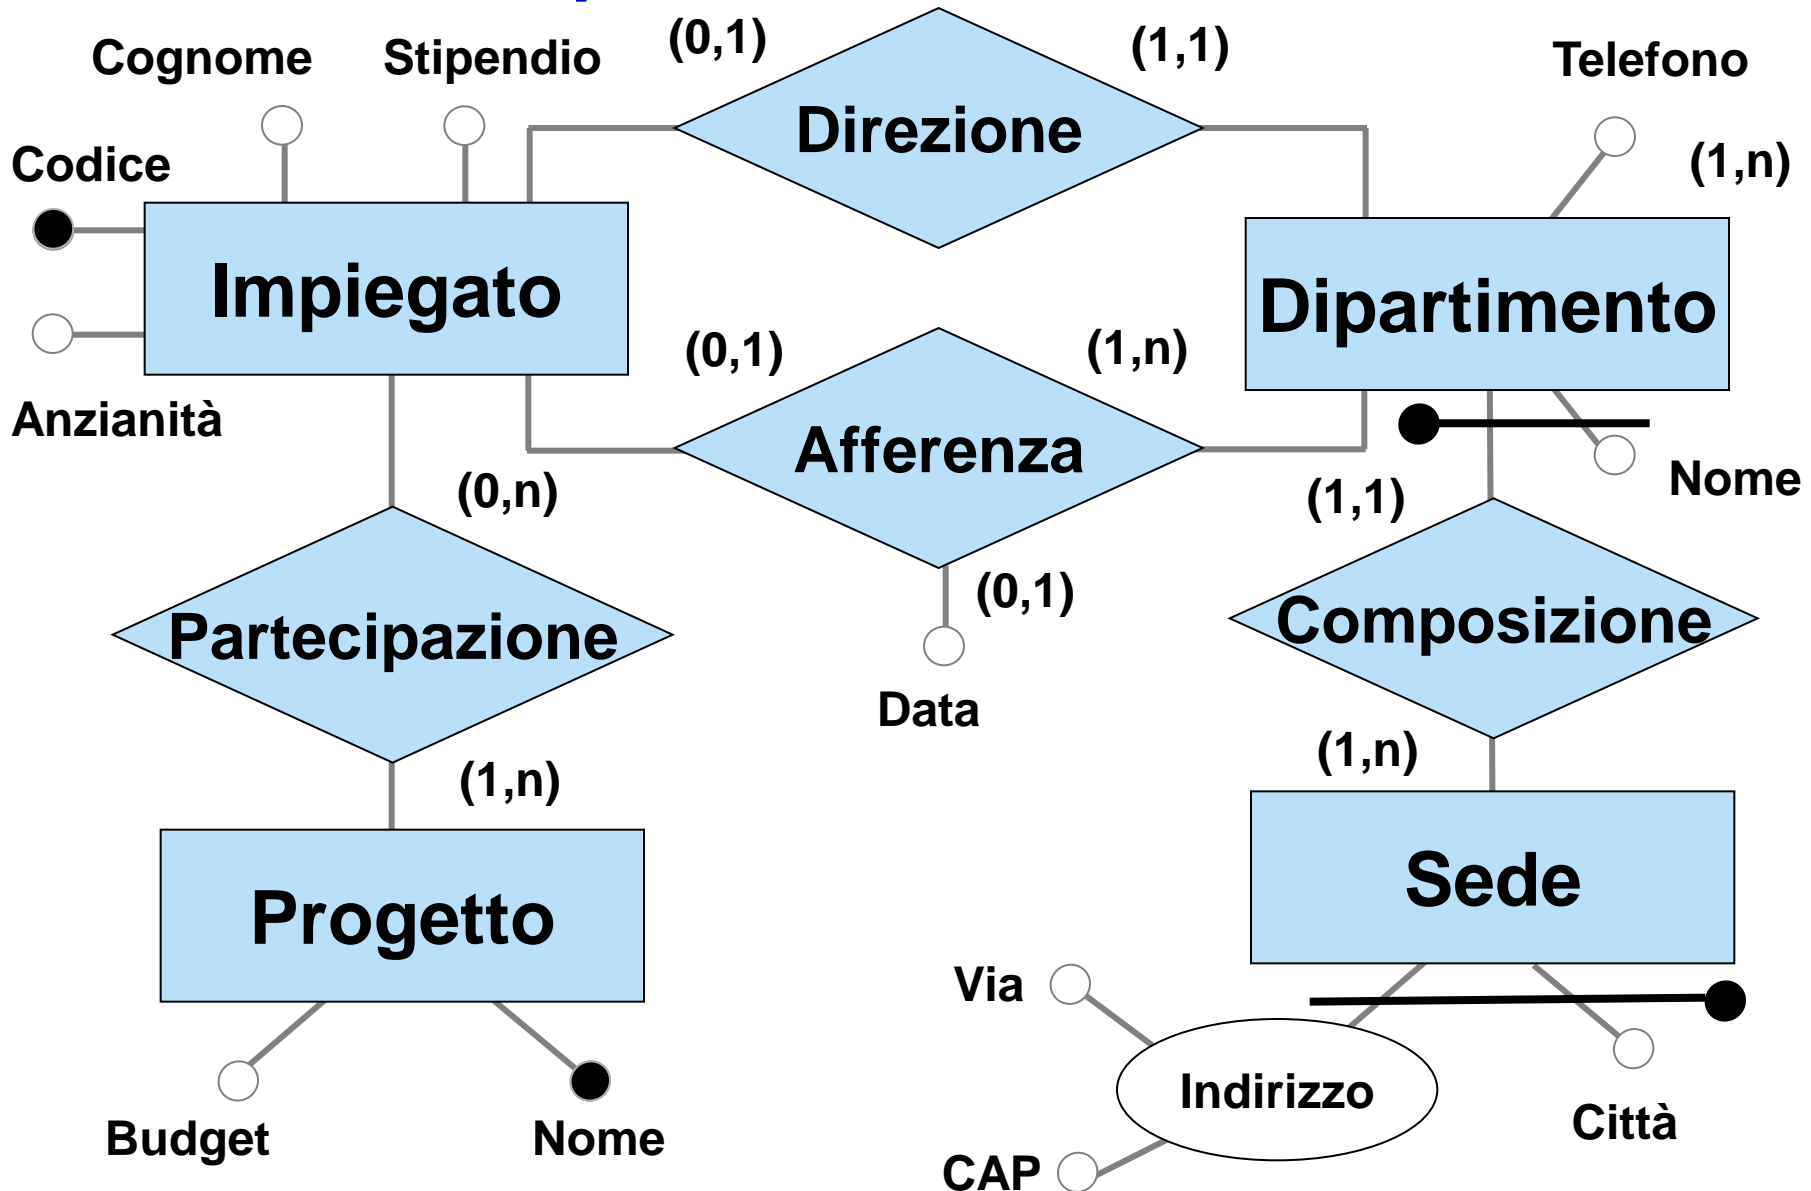 (0,1)
(1,1)
Cognome
Stipendio
Telefono
Direzione
Codice
(1,n)
Impiegato
Dipartimento
(0,1)
(1,n)
Anzianità
Afferenza
(0,n)
(1,1)
Nome
(0,1)
Partecipazione
Composizione
Data
(1,n)
(1,n)
Progetto
Sede
Via
Indirizzo
Città
Budget
Nome
CAP